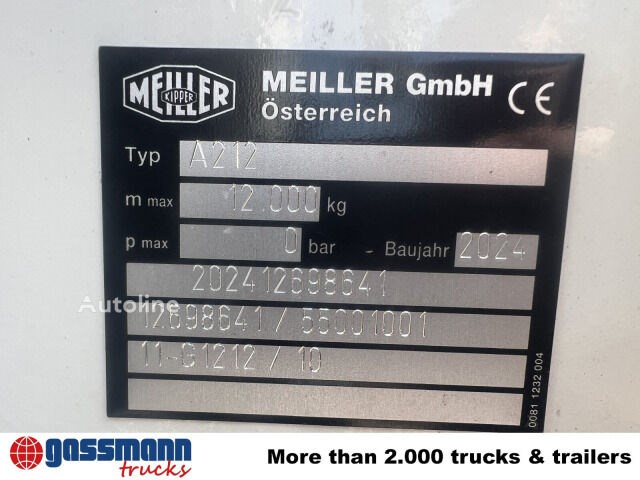 MEILLER
KIPPER
MEILLER GmbH
Österreich
CE
Typ A212
m max 12.000 kg
p max 0 bar - Baujahr 2024
202412698641
Autoline
12698641 / 55001001
11-G1212 / 10
0081 1232 004
gassmann
trucks
More than 2.000 trucks & trailers